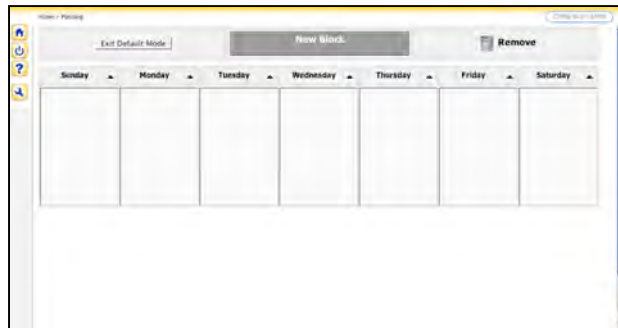 Home / Planning
Exit Default Mode
New Block
Remove
Sunday Monday Tuesday Wednesday Thursday Friday Saturday
?